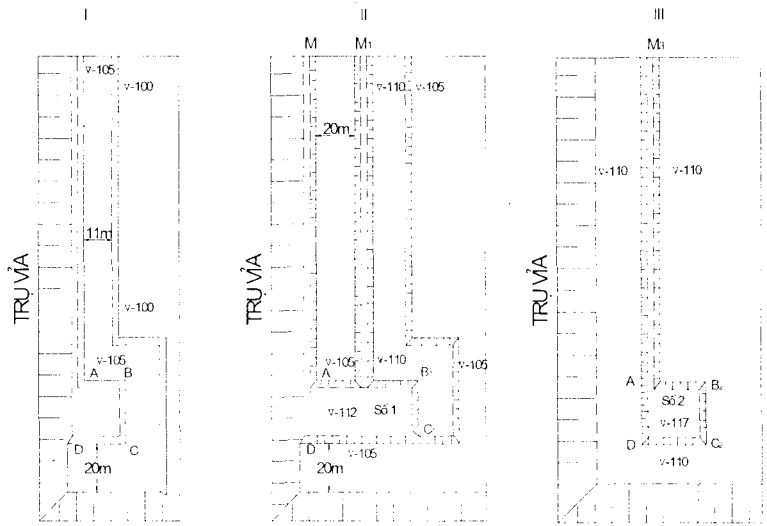 I
v-105
v-100
11m
v-100
v-105
A B
D C
20m
TRỤ VỈA
II
M M1
v-110 v-105
20m
v-105 v-110 v-105
A B1
v-112 Số 1
C1
D v-105
20m
TRỤ VỈA
III
M3
v-110 v-110
A B2
Số 2
v-117
D C2
v-110
TRỤ VỈA